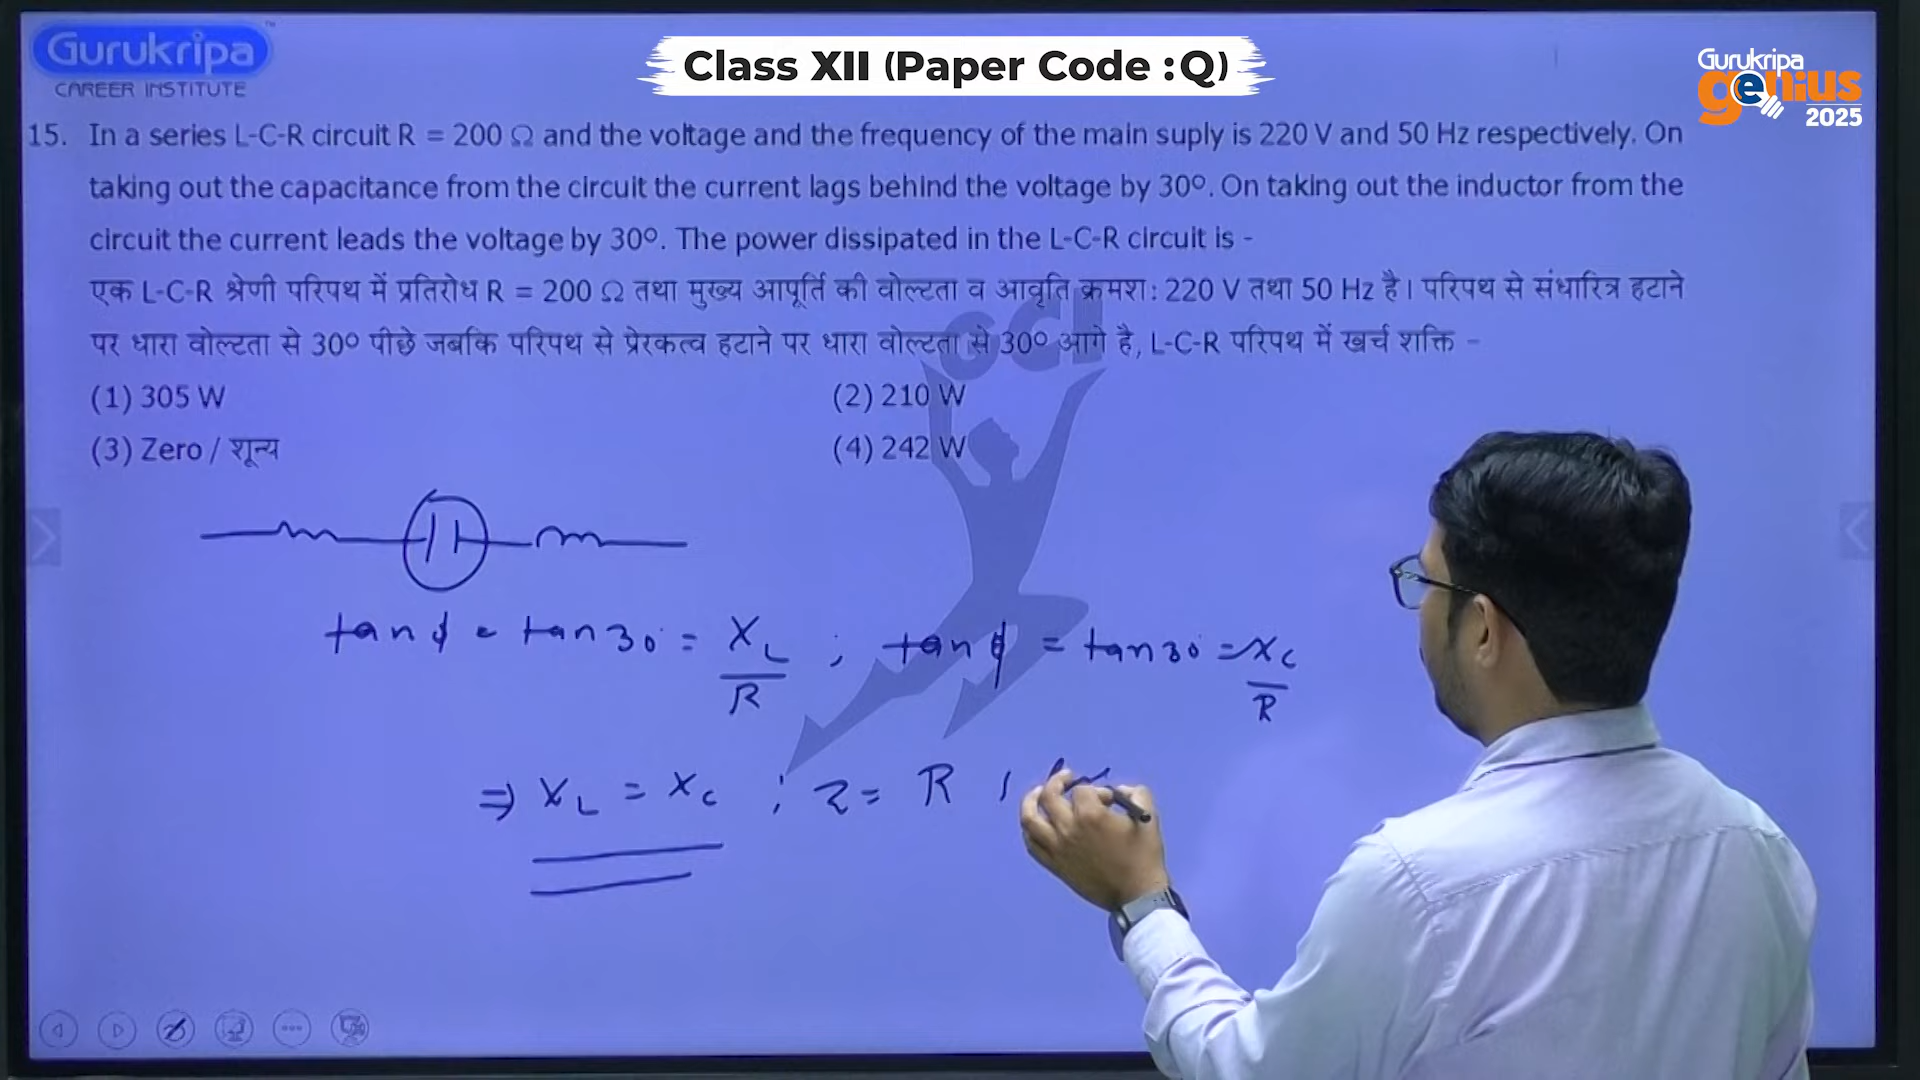 Gurukripa
CAREER INSTITUTE
Class XII (Paper Code : Q)
Gurukripa
genius
2025
15. In a series L-C-R circuit R = 200 Ω and the voltage and the frequency of the main suply is 220 V and 50 Hz respectively. On
taking out the capacitance from the circuit the current lags behind the voltage by 30º. On taking out the inductor from the
circuit the current leads the voltage by 30º. The power dissipated in the L-C-R circuit is -
एक L-C-R श्रेणी परिपथ में प्रतिरोध R = 200 Ω तथा मुख्य आपूर्ति की वोल्टता व आवृति क्रमश: 220 V तथा 50 Hz है। परिपथ से संधारित्र हटाने
पर धारा वोल्टता से 30º पीछे जबकि परिपथ से प्रेरकत्व हटाने पर धारा वोल्टता से 30º आगे है, L-C-R परिपथ में खर्च शक्ति -
(1) 305 W (2) 210 W
(3) Zero / शून्य (4) 242 W
GCI
tan ϕ = tan 30° = X_L / R ; tan ϕ = tan 30° = X_C / R
⇒ X_L = X_C ; Z = R ,